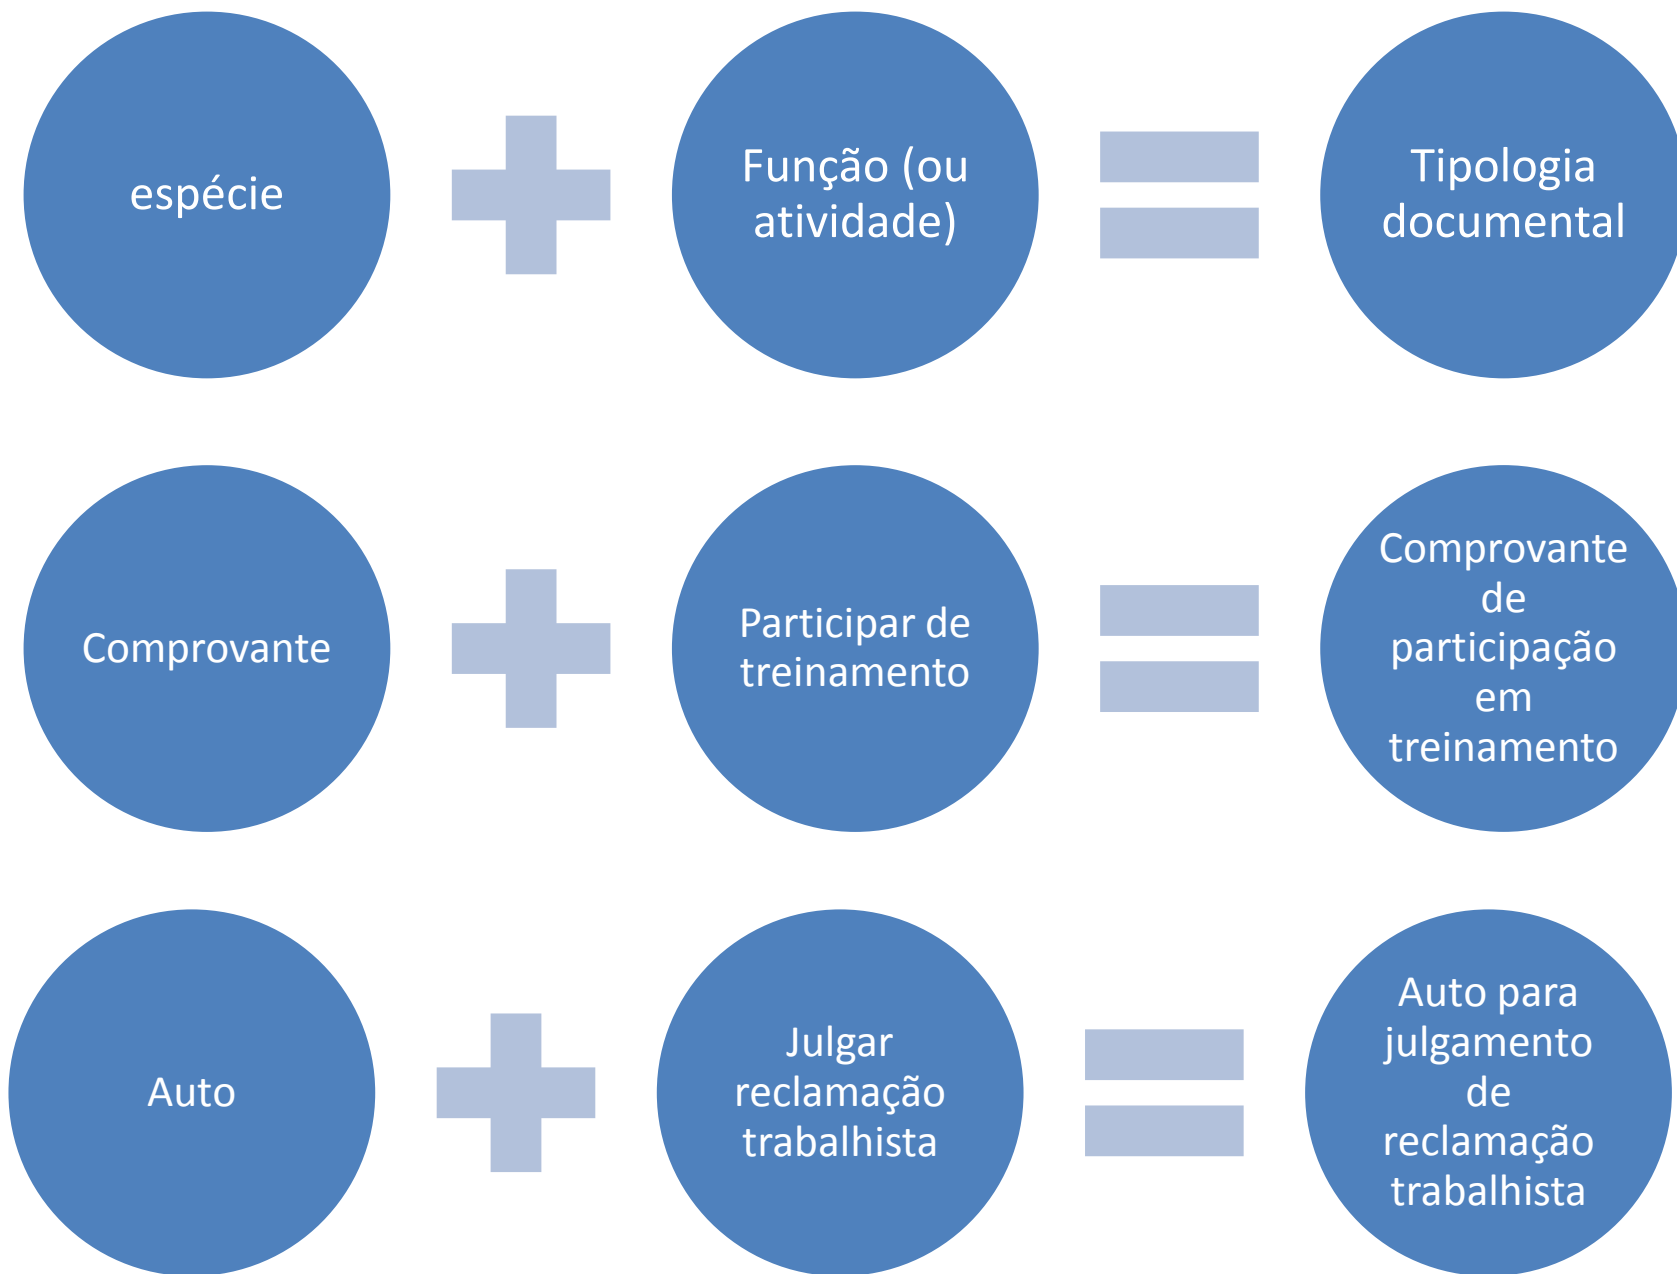 espécie
Função (ou
atividade)
Tipologia
documental
Comprovante
Participar de
treinamento
Comprovante
de
participação
em
treinamento
Auto
Julgar
reclamação
trabalhista
Auto para
julgamento
de
reclamação
trabalhista